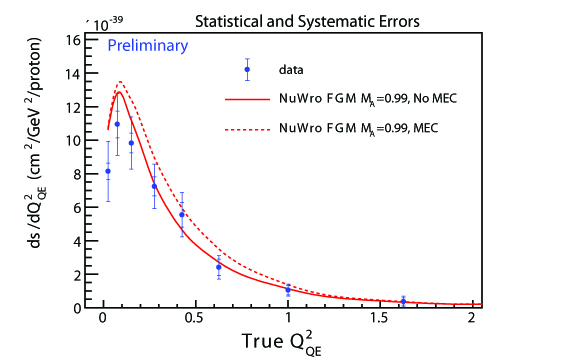 Statistical and Systematic Errors
´ 10⁻³⁹
Preliminary
data
NuWro FGM M_A=0.99, No MEC
NuWro FGM M_A=0.99, MEC
ds/dQ²_QE (cm²/GeV²/proton)
16
14
12
10
8
6
4
2
0
0 0.5 1 1.5 2
True Q²_QE